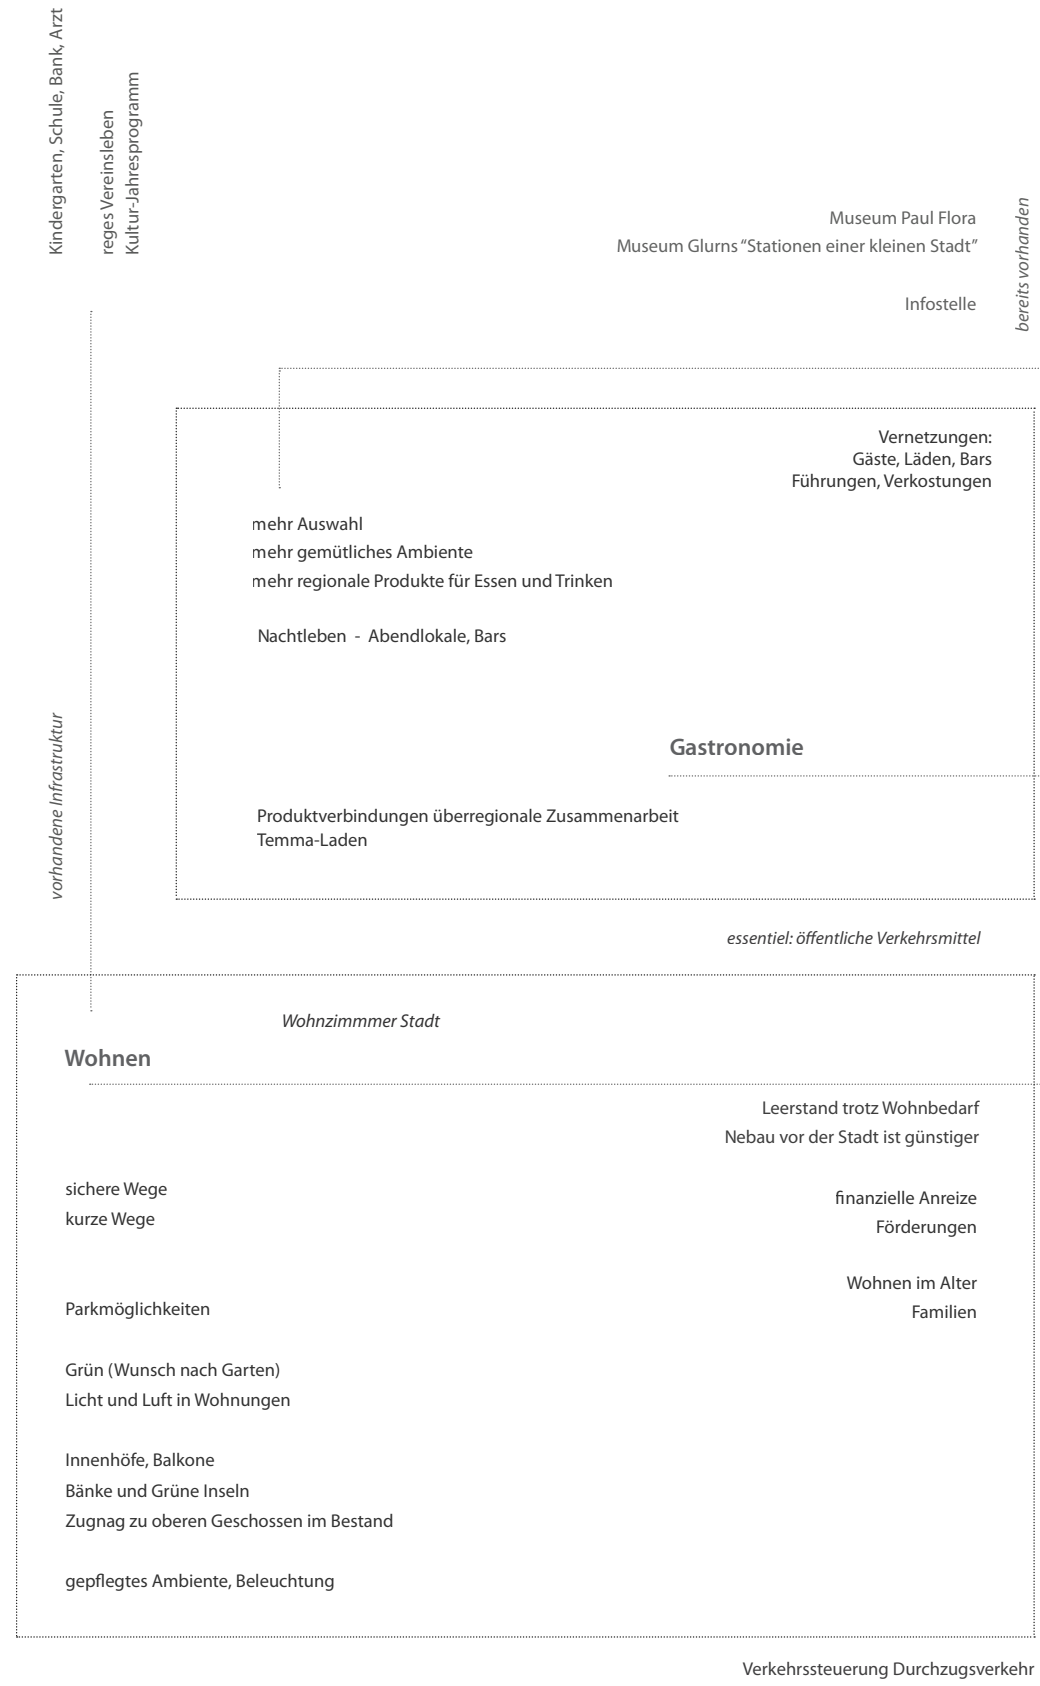 Kindergarten, Schule, Bank, Arzt
reges Vereinsleben
Kultur-Jahresprogramm
Museum Paul Flora
Museum Glurns “Stationen einer kleinen Stadt”
Infostelle
bereits vorhanden
Vernetzungen:
Gäste, Läden, Bars
Führungen, Verkostungen
mehr Auswahl
mehr gemütliches Ambiente
mehr regionale Produkte für Essen und Trinken
Nachtleben - Abendlokale, Bars
Gastronomie
vorhandene Infrastruktur
Produktverbindungen überregionale Zusammenarbeit
Temma-Laden
essentiel: öffentliche Verkehrsmittel
Wohnzimmmer Stadt
Wohnen
Leerstand trotz Wohnbedarf
Nebau vor der Stadt ist günstiger
sichere Wege
kurze Wege
finanzielle Anreize
Förderungen
Wohnen im Alter
Familien
Parkmöglichkeiten
Grün (Wunsch nach Garten)
Licht und Luft in Wohnungen
Innenhöfe, Balkone
Bänke und Grüne Inseln
Zugnag zu oberen Geschossen im Bestand
gepflegtes Ambiente, Beleuchtung
Verkehrssteuerung Durchzugsverkehr